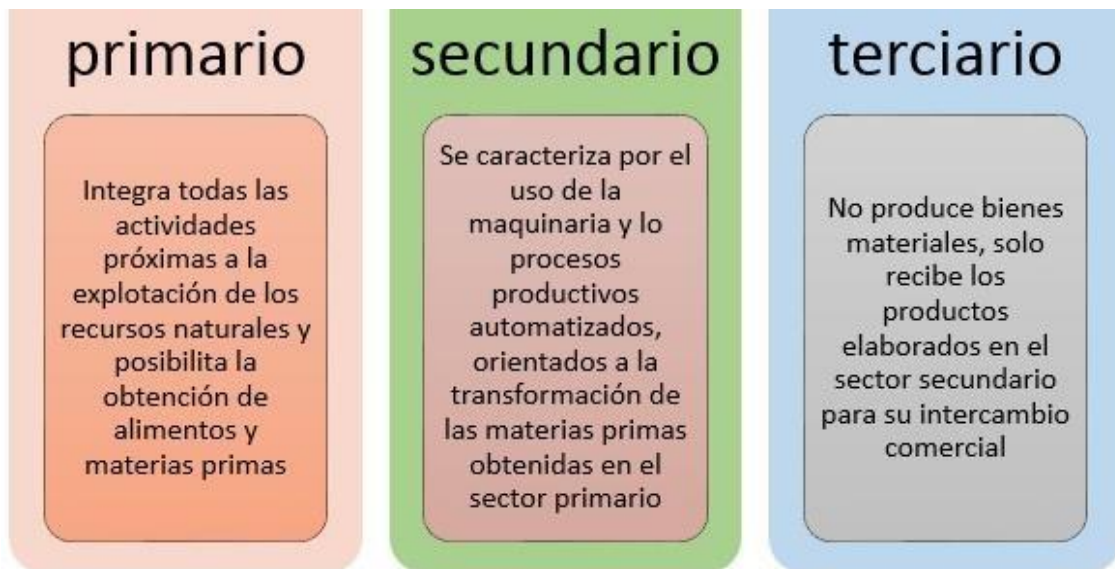 primario
Integra todas las
actividades
próximas a la
explotación de los
recursos naturales y
posibilita la
obtención de
alimentos y
materias primas
secundario
Se caracteriza por el
uso de la
maquinaria y lo
procesos
productivos
automatizados,
orientados a la
transformación de
las materias primas
obtenidas en el
sector primario
terciario
No produce bienes
materiales, solo
recibe los
productos
elaborados en el
sector secundario
para su intercambio
comercial